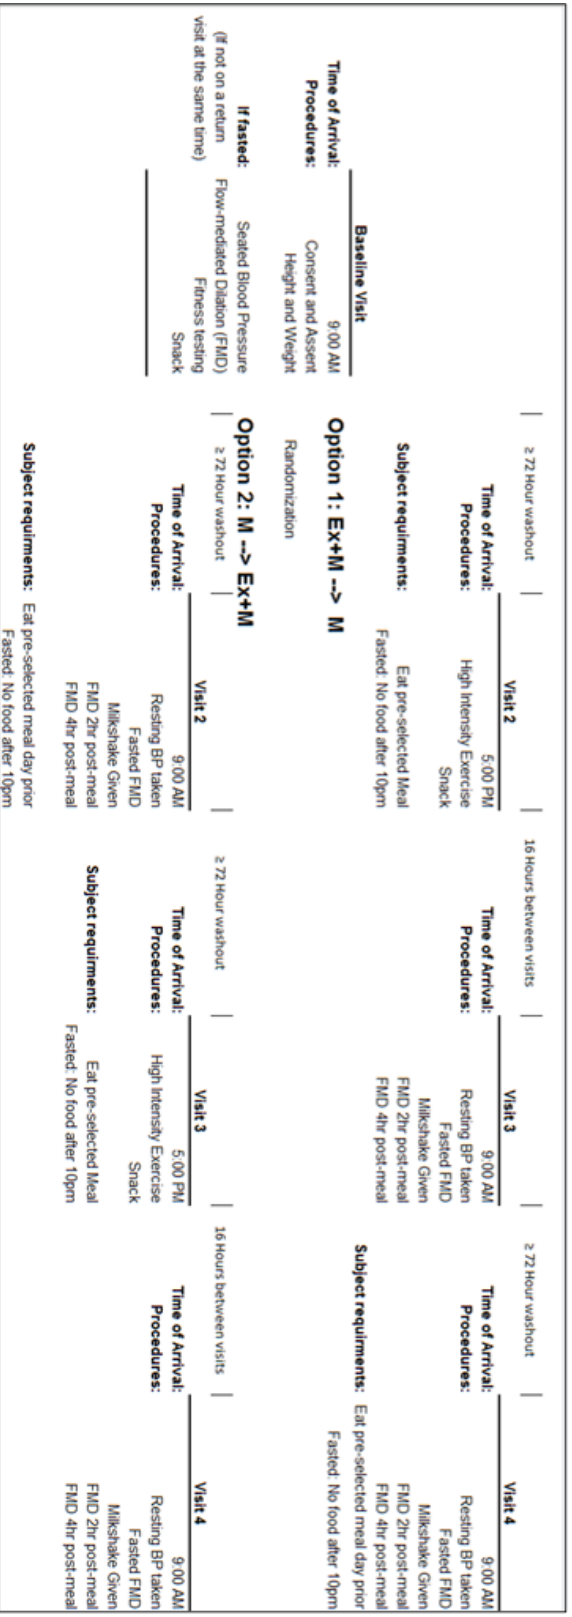 ≥ 72 Hour washout
16 Hours between visits
≥ 72 Hour washout
Visit 2
Time of Arrival: 5:00 PM
Procedures: High Intensity Exercise
Snack
Subject requirments: Eat pre-selected Meal
Fasted: No food after 10pm
Visit 3
Time of Arrival: 9:00 AM
Procedures: Resting BP taken
Fasted FMD
Milkshake Given
FMD 2hr post-meal
FMD 4hr post-meal
Visit 4
Time of Arrival: 9:00 AM
Procedures: Resting BP taken
Fasted FMD
Milkshake Given
FMD 2hr post-meal
FMD 4hr post-meal
Subject requirments: Eat pre-selected meal day prior
Fasted: No food after 10pm
Baseline Visit
Time of Arrival: 9:00 AM
Procedures: Consent and Assent
Height and Weight
If fasted: Seated Blood Pressure
(If not on a return Flow-mediated Dilation (FMD)
visit at the same time) Fitness testing
Snack
Option 1: Ex+M --> M
Randomization
Option 2: M --> Ex+M
≥ 72 Hour washout
≥ 72 Hour washout
16 Hours between visits
Visit 2
Time of Arrival: 9:00 AM
Procedures: Resting BP taken
Fasted FMD
Milkshake Given
FMD 2hr post-meal
FMD 4hr post-meal
Subject requirments: Eat pre-selected meal day prior
Fasted: No food after 10pm
Visit 3
Time of Arrival: 5:00 PM
Procedures: High Intensity Exercise
Snack
Subject requirments: Eat pre-selected Meal
Fasted: No food after 10pm
Visit 4
Time of Arrival: 9:00 AM
Procedures: Resting BP taken
Fasted FMD
Milkshake Given
FMD 2hr post-meal
FMD 4hr post-meal